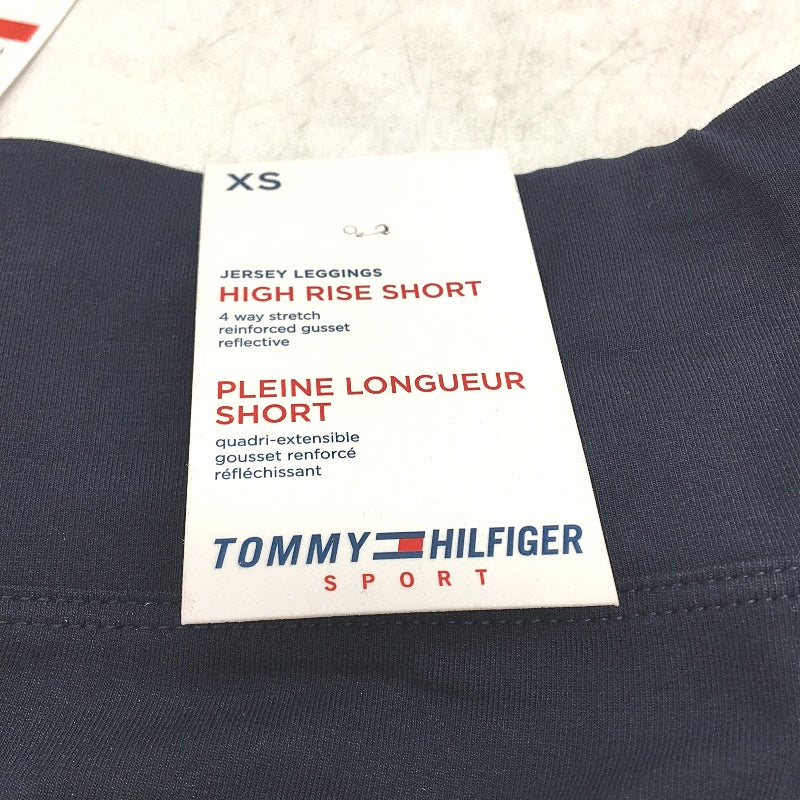 XS
JERSEY LEGGINGS
HIGH RISE SHORT
4 way stretch
reinforced gusset
reflective
PLEINE LONGUEUR
SHORT
quadri-extensible
gousset renforcé
réfléchissant
TOMMY HILFIGER
SPORT